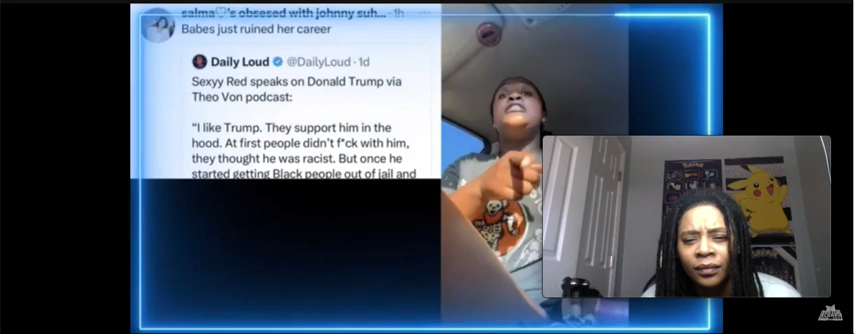 salma♡'s obsesed with johnny suh... · 1h
Babes just ruined her career
Daily Loud @DailyLoud · 1d
Sexyy Red speaks on Donald Trump via
Theo Von podcast:
"I like Trump. They support him in the
hood. At first people didn't f*ck with him,
they thought he was racist. But once he
started getting Black people out of jail and